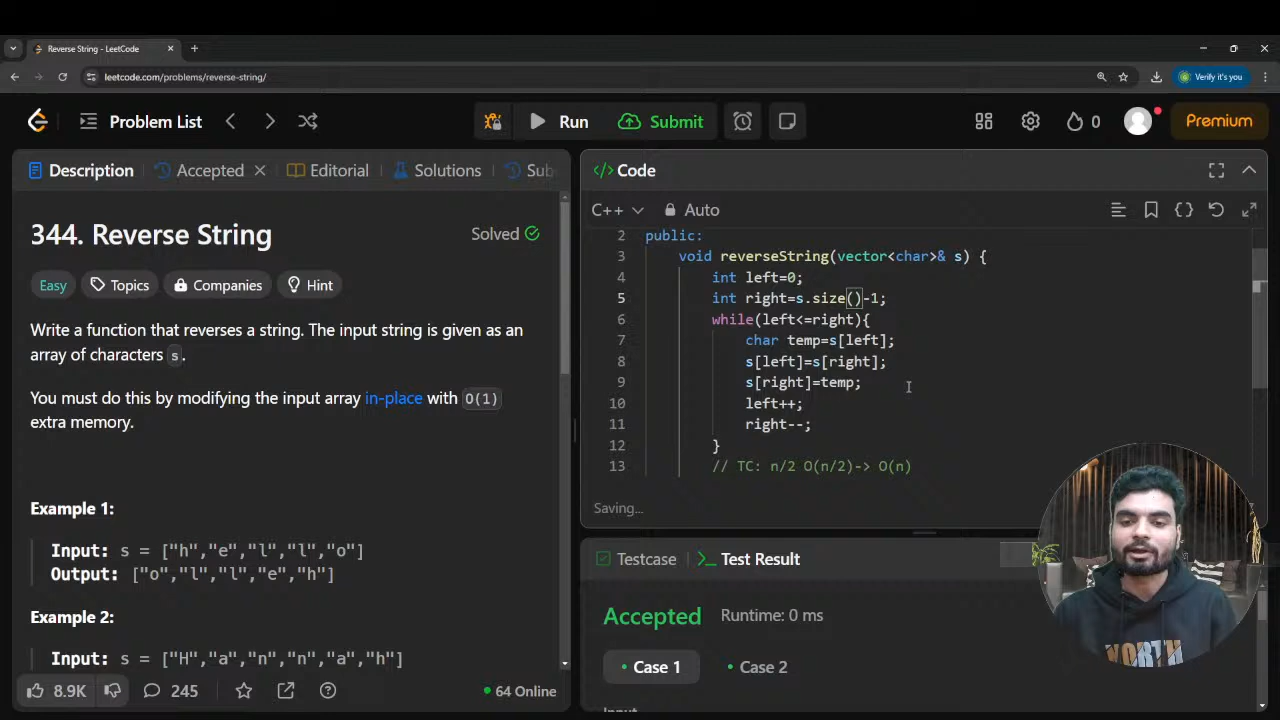 Reverse String - LeetCode
leetcode.com/problems/reverse-string/
Verify it's you
Problem List
Run
Submit
0
Premium
Description
Accepted
Editorial
Solutions
Sub
344. Reverse String
Solved
Easy
Topics
Companies
Hint
Write a function that reverses a string. The input string is given as an
array of characters s.
You must do this by modifying the input array in-place with O(1)
extra memory.
Example 1:
Input: s = ["h","e","l","l","o"]
Output: ["o","l","l","e","h"]
Example 2:
Input: s = ["H","a","n","n","a","h"]
8.9K
245
64 Online
</> Code
C++
Auto
2 public:
3 void reverseString(vector<char>& s) {
4 int left=0;
5 int right=s.size()-1;
6 while(left<=right){
7 char temp=s[left];
8 s[left]=s[right];
9 s[right]=temp;
10 left++;
11 right--;
12 }
13 // TC: n/2 O(n/2)-> O(n)
Saving...
Testcase
>_ Test Result
Accepted
Runtime: 0 ms
• Case 1
• Case 2
Input
NORTH